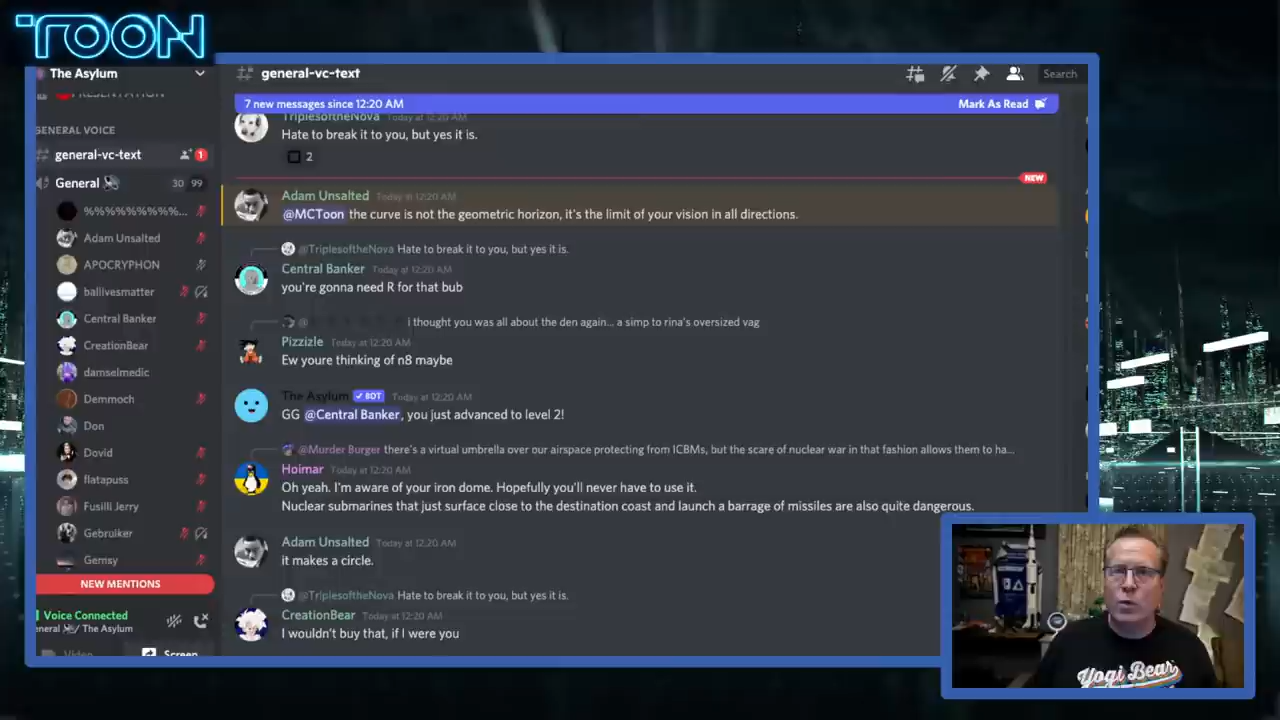 TOON
The Asylum
general-vc-text
Search
7 new messages since 12:20 AM
Mark As Read
PRESENTATION
GENERAL VOICE
general-vc-text
1
General
30 99
%%%%%%%%%...
Adam Unsalted
APOCRYPHON
ballivesmatter
Central Banker
CreationBear
damselmedic
Demmoch
Don
Dovid
flatapuss
Fusilli Jerry
Gebruiker
Gemsy
NEW MENTIONS
Voice Connected
eneral / The Asylum
Video
Screen
TriplesoftheNova Today at 12:20 AM
Hate to break it to you, but yes it is.
2
NEW
Adam Unsalted Today at 12:20 AM
@MCToon the curve is not the geometric horizon, it's the limit of your vision in all directions.
@TriplesoftheNova Hate to break it to you, but yes it is.
Central Banker Today at 12:20 AM
you're gonna need R for that bub
@ i thought you was all about the den again... a simp to rina's oversized vag
Pizzizle Today at 12:20 AM
Ew youre thinking of n8 maybe
The Asylum BOT Today at 12:20 AM
GG @Central Banker, you just advanced to level 2!
@Murder Burger there's a virtual umbrella over our airspace protecting from ICBMs, but the scare of nuclear war in that fashion allows them to ha...
Hoimar Today at 12:20 AM
Oh yeah. I'm aware of your iron dome. Hopefully you'll never have to use it.
Nuclear submarines that just surface close to the destination coast and launch a barrage of missiles are also quite dangerous.
Adam Unsalted Today at 12:20 AM
it makes a circle.
@TriplesoftheNova Hate to break it to you, but yes it is.
CreationBear Today at 12:20 AM
I wouldn't buy that, if I were you
Yogi Bear